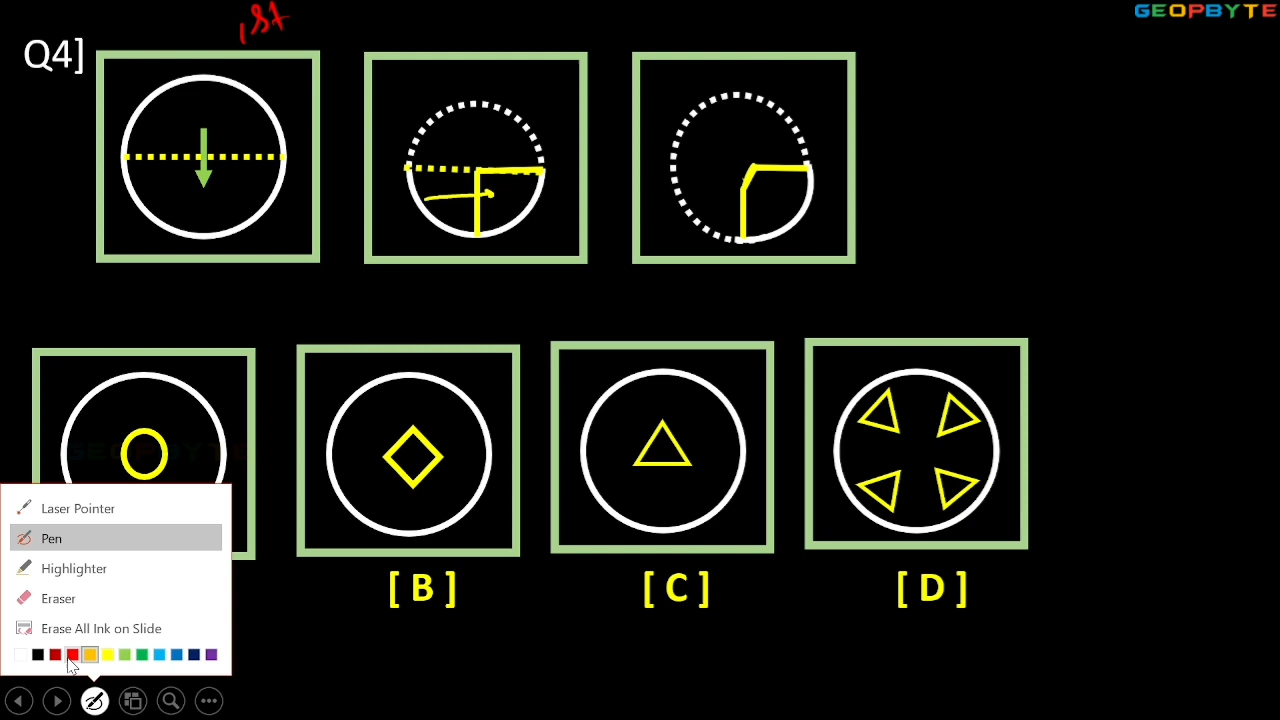 GEOPBYTE
1st
Q4]
Laser Pointer
Pen
Highlighter
Eraser
Erase All Ink on Slide
[ B ]
[ C ]
[ D ]